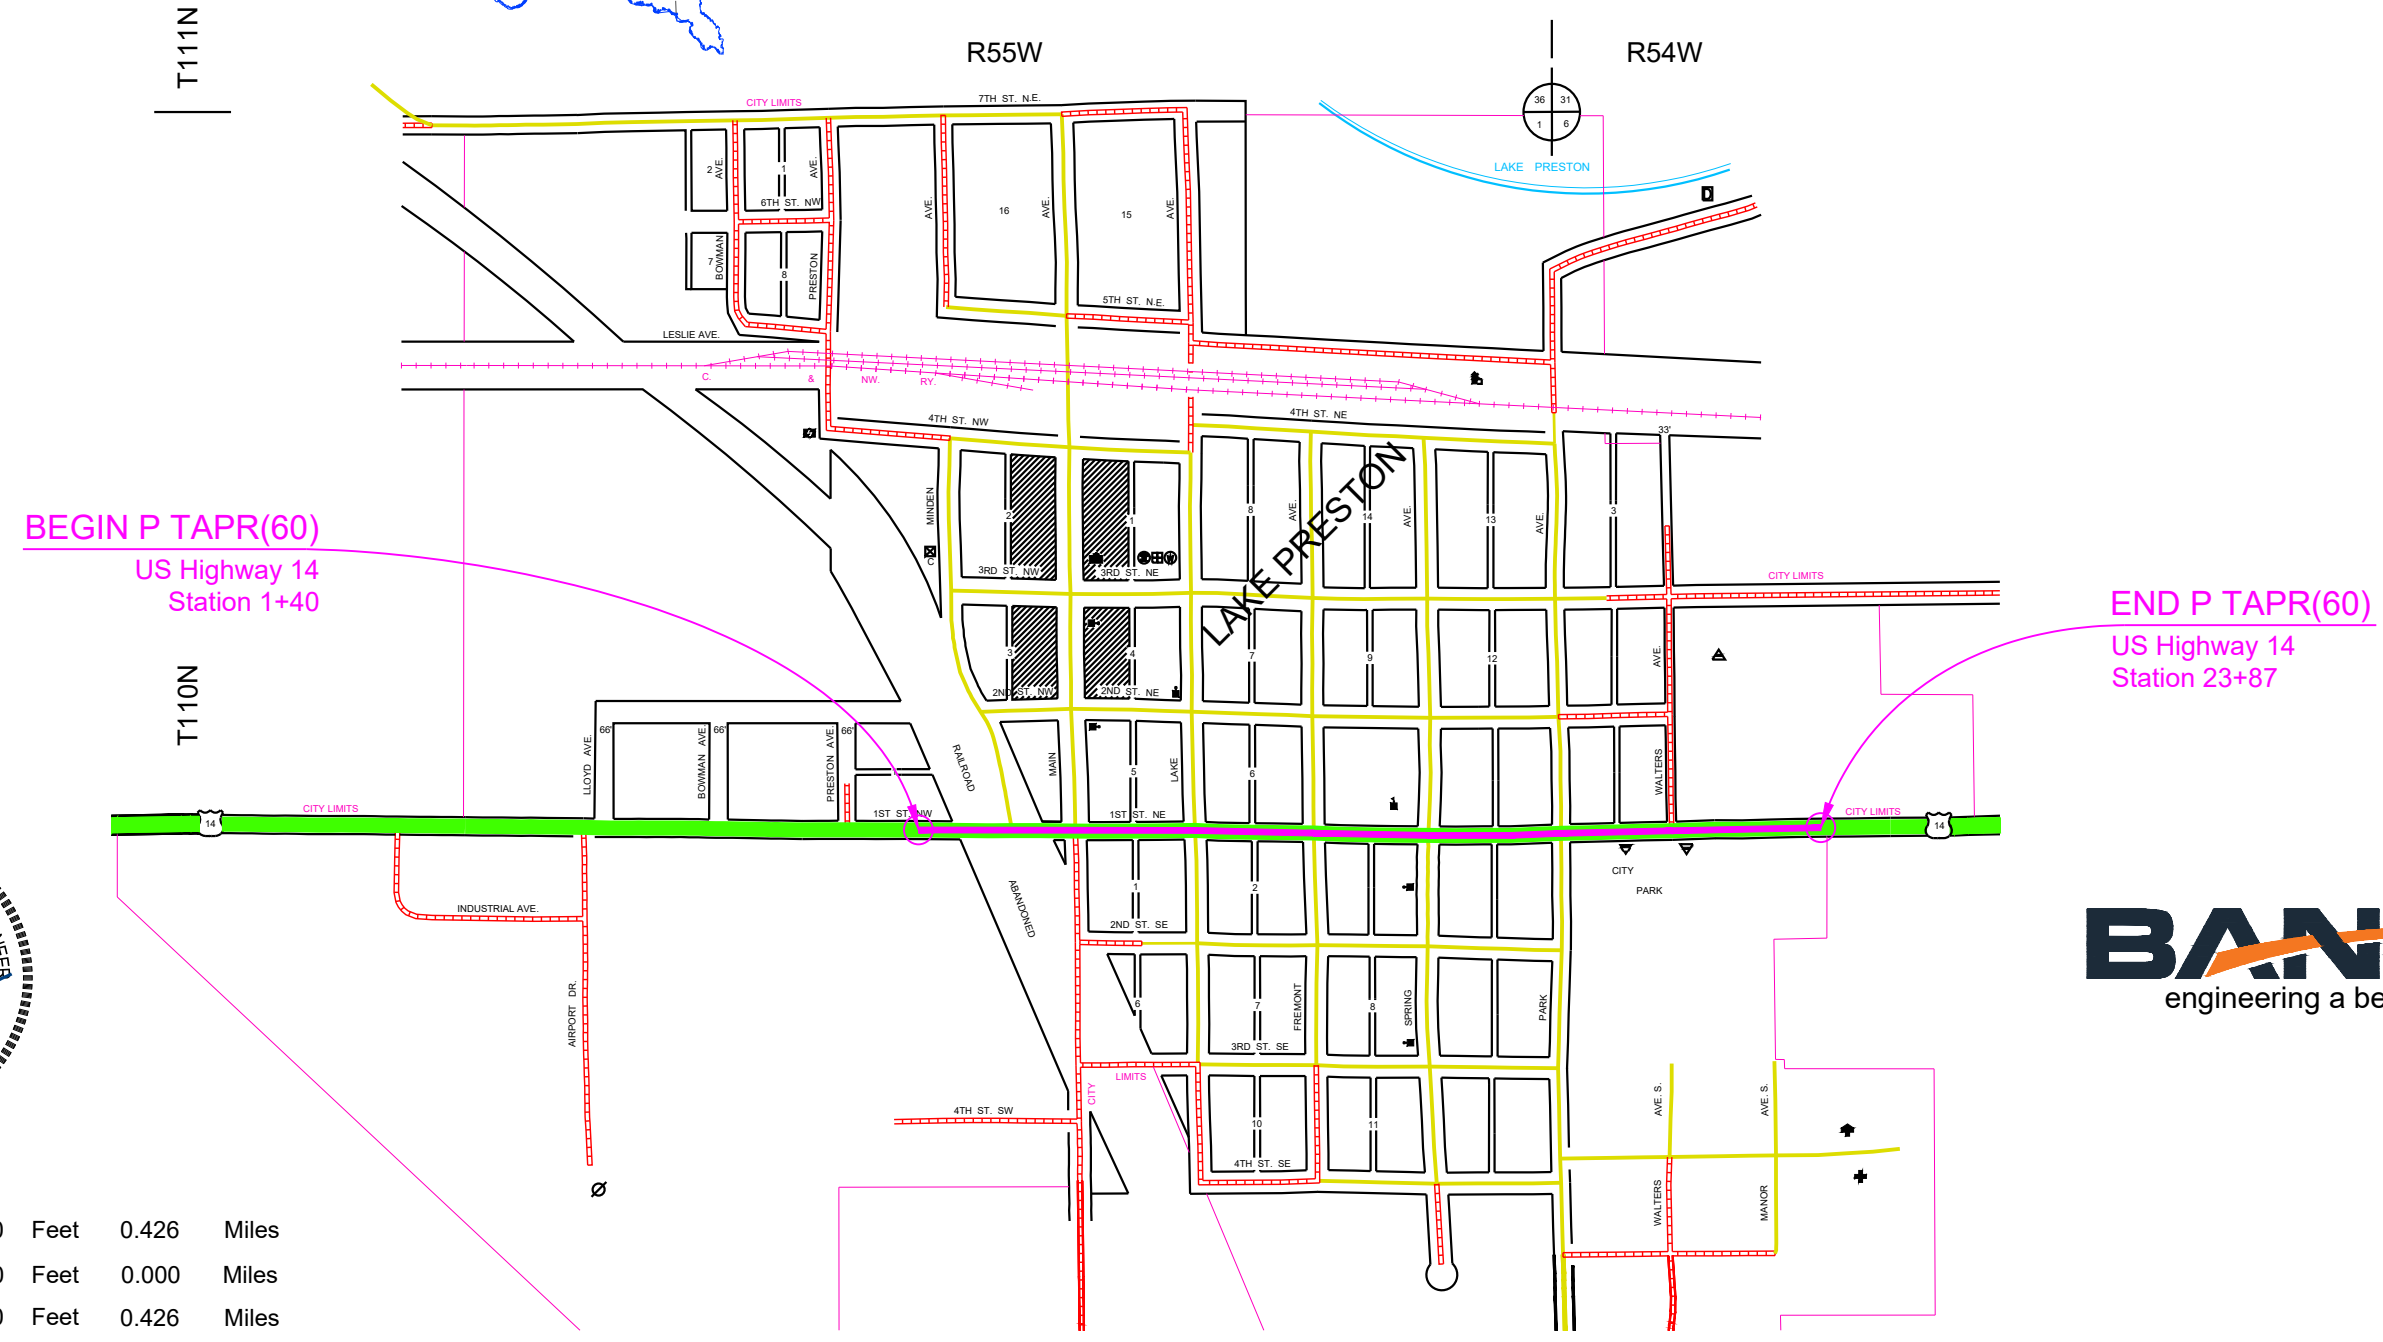 T111N
R55W
R54W
36 31
1 6
CITY LIMITS
7TH ST. N.E.
LAKE PRESTON
D
2
AVE.
1
AVE.
6TH ST. NW
AVE.
16
AVE.
15
AVE.
7
BOWMAN
8
PRESTON
5TH ST. N.E.
LESLIE AVE.
C. & NW. RY.
4TH ST. NW
4TH ST. NE
33'
LAKE PRESTON
MINDEN
2
1
8
AVE.
14
AVE.
13
AVE.
3
C
3RD ST. NW
3RD ST. NE
CITY LIMITS
BEGIN P TAPR(60)
US Highway 14
Station 1+40
END P TAPR(60)
US Highway 14
Station 23+87
3
4
7
9
12
AVE.
2ND ST. NW
2ND ST. NE
T110N
66'
66'
66'
LLOYD AVE.
BOWMAN AVE.
PRESTON AVE.
RAILROAD
MAIN
5
LAKE
6
WALTERS
1
CITY LIMITS
1ST ST. NW
1ST ST. NE
CITY LIMITS
14
14
ABANDONED
1
2
CITY
PARK
INDUSTRIAL AVE.
2ND ST. SE
AIRPORT DR.
6
7
FREMONT
8
SPRING
PARK
3RD ST. SE
BAN
engineering a be
NEER
CITY
LIMITS
4TH ST. SW
10
11
AVE. S.
AVE. S.
4TH ST. SE
WALTERS
MANOR
0 Feet 0.426 Miles
0 Feet 0.000 Miles
0 Feet 0.426 Miles